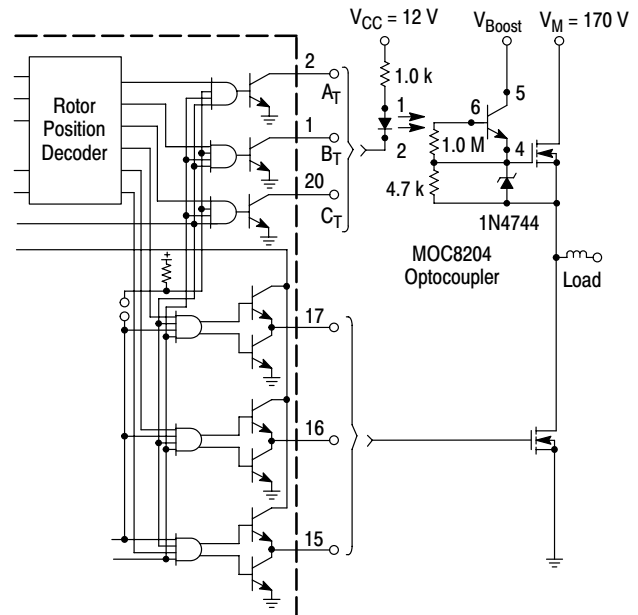 V_CC = 12 V
V_Boost
V_M = 170 V
1.0 k
2
A_T
1
B_T
20
C_T
Rotor
Position
Decoder
1
2
6
5
1.0 M
4
4.7 k
1N4744
MOC8204
Optocoupler
Load
+
17
16
15